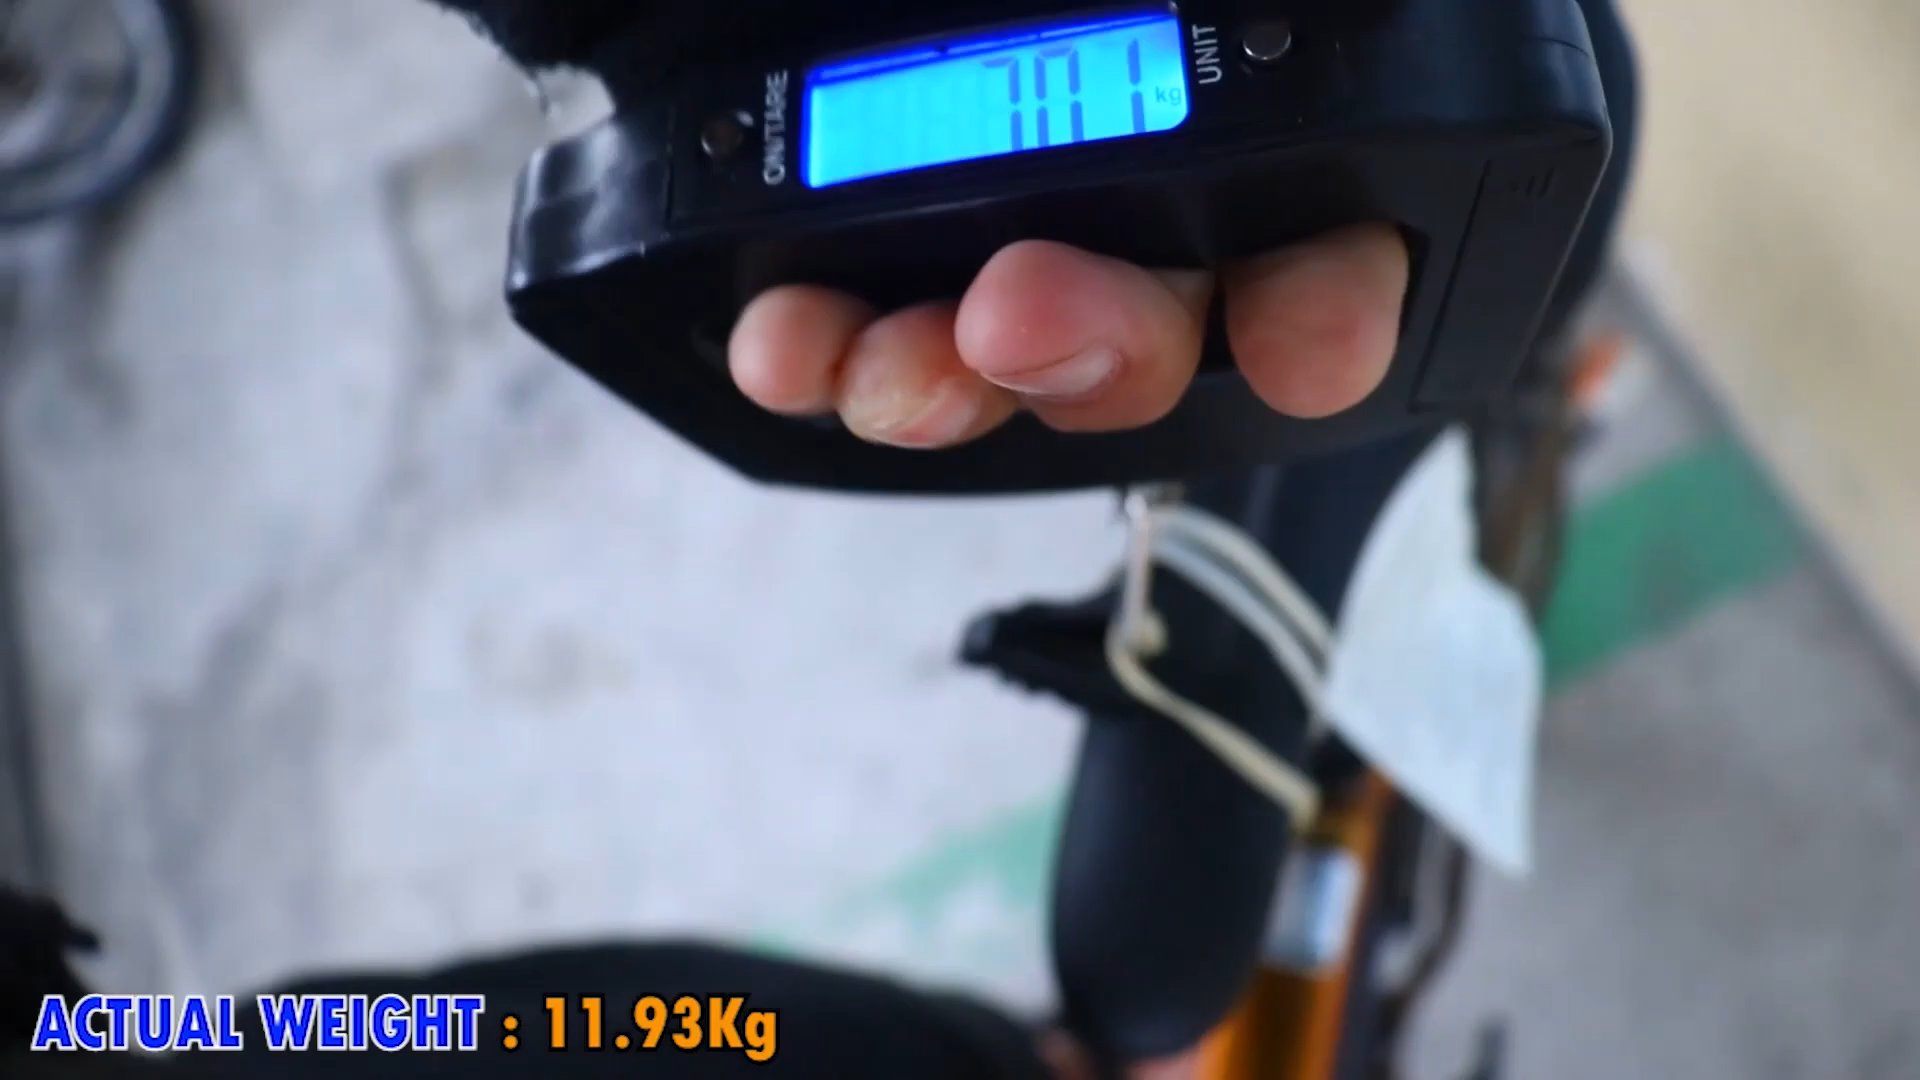 ON/TARE
kg
UNIT
ACTUAL WEIGHT : 11.93Kg